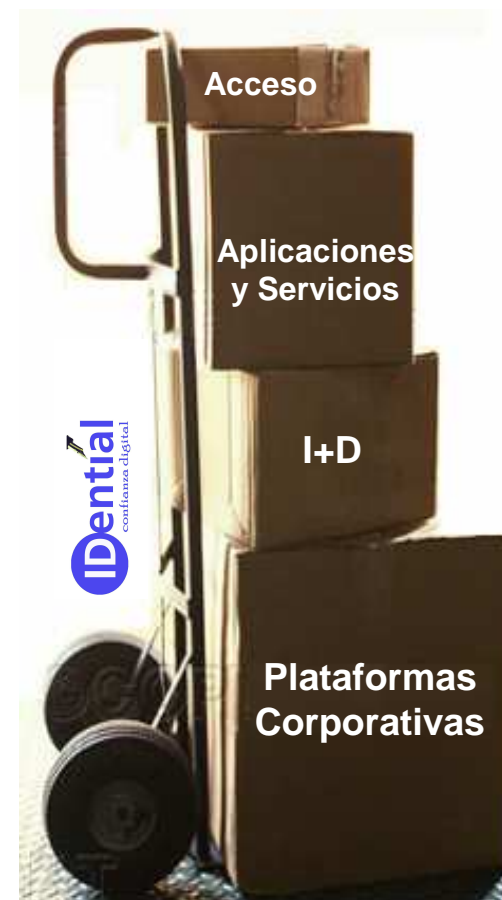 Acceso
Aplicaciones
y Servicios
I+D
IDential
confianza digital
Plataformas
Corporativas